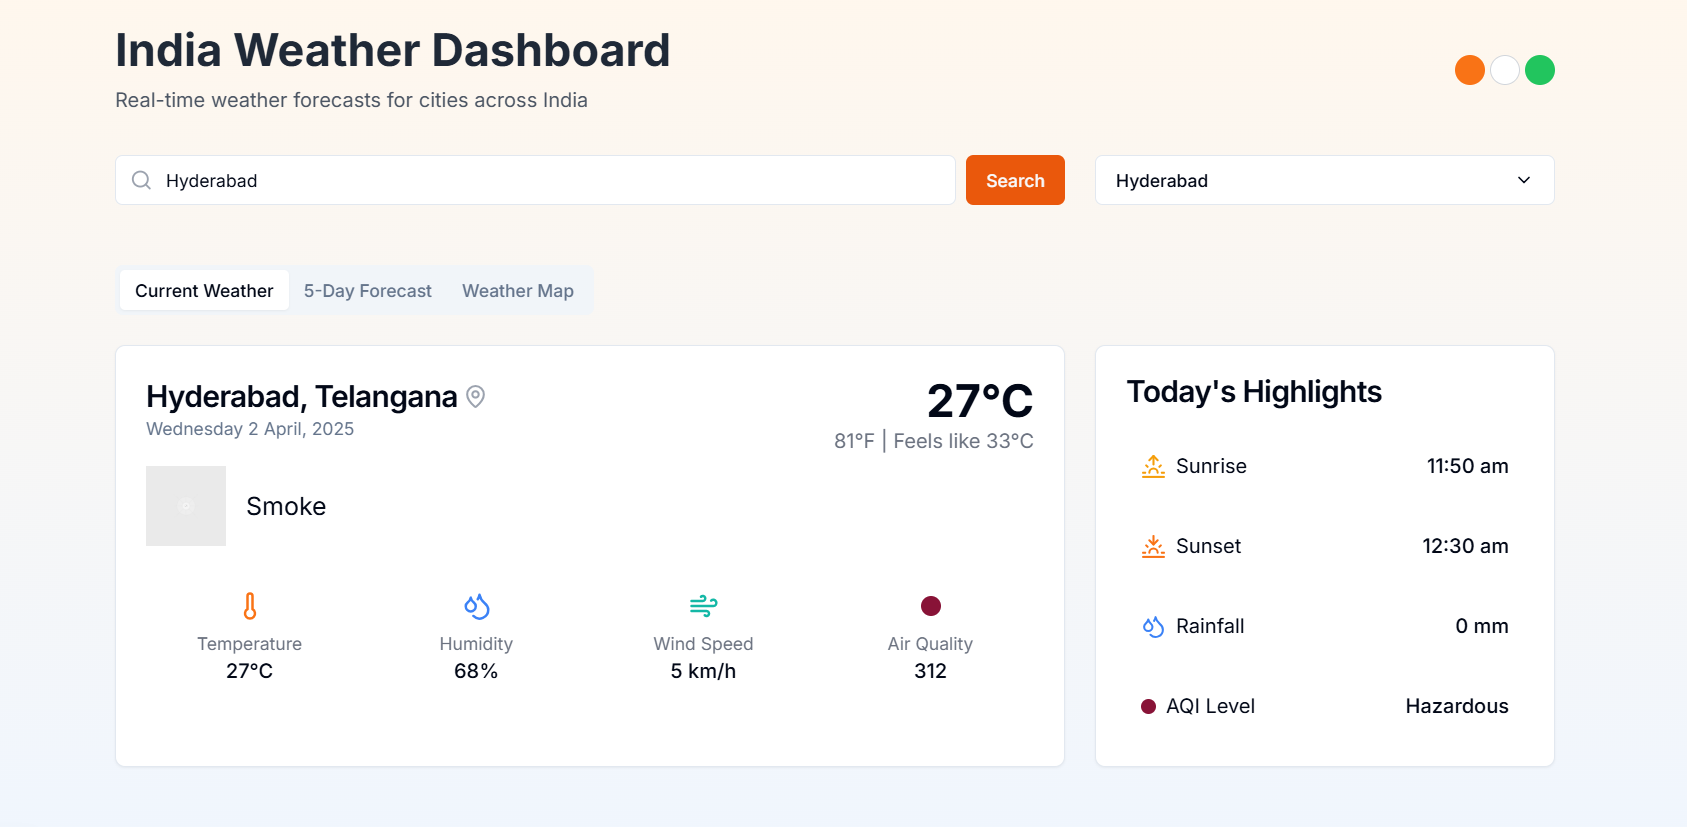 India Weather Dashboard
Real-time weather forecasts for cities across India
Hyderabad
Search
Hyderabad
Current Weather
5-Day Forecast
Weather Map
Hyderabad, Telangana
Wednesday 2 April, 2025
27°C
81°F | Feels like 33°C
Smoke
Temperature
27°C
Humidity
68%
Wind Speed
5 km/h
Air Quality
312
Today's Highlights
Sunrise
11:50 am
Sunset
12:30 am
Rainfall
0 mm
AQI Level
Hazardous